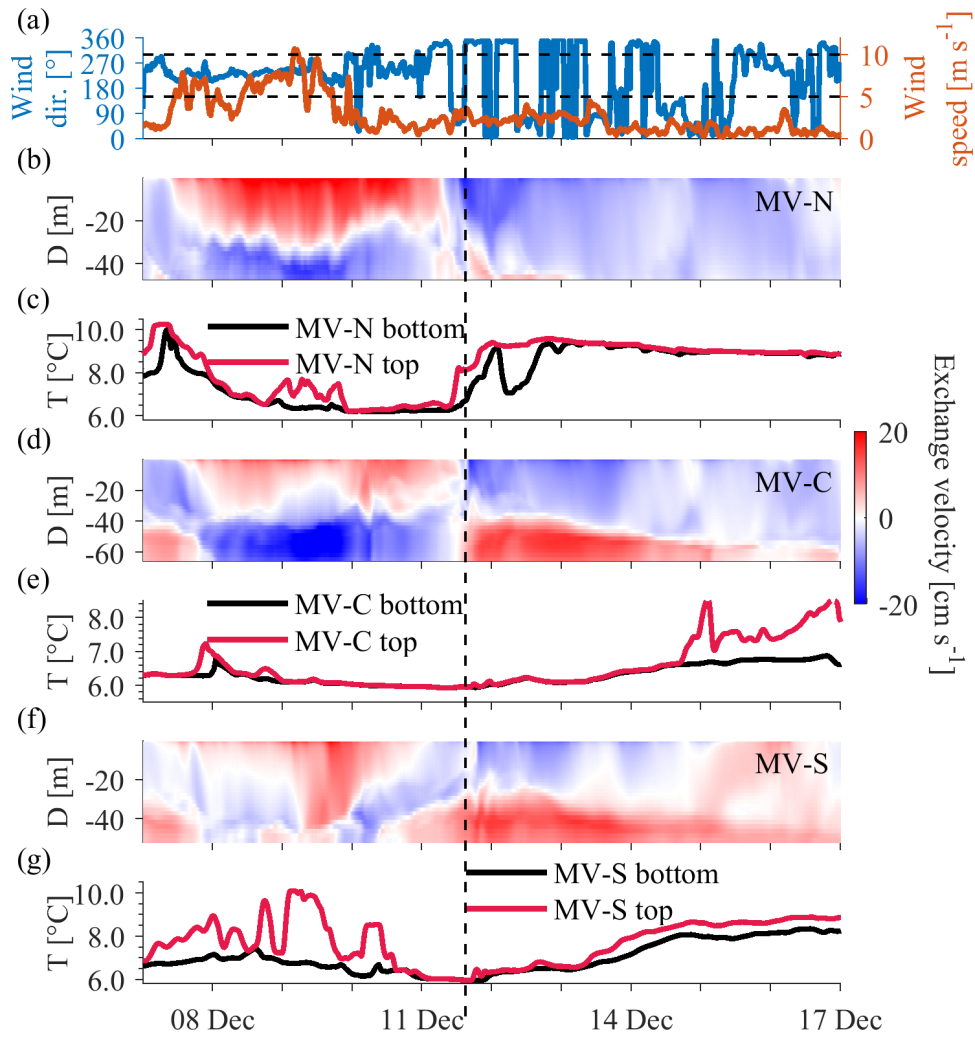 (a)
360
270
180
90
0
Wind
dir. [°]
10
5
0
Wind
speeds [m s⁻¹]
(b)
MV-N
-20
-40
D [m]
(c)
10.0
8.0
6.0
T [°C]
MV-N bottom
MV-N top
(d)
MV-C
-20
-40
-60
D [m]
(e)
8.0
7.0
6.0
T [°C]
MV-C bottom
MV-C top
20
0
-20
Exchange velocity [cm s⁻¹]
(f)
MV-S
-20
-40
D [m]
(g)
10.0
8.0
6.0
T [°C]
MV-S bottom
MV-S top
08 Dec
11 Dec
14 Dec
17 Dec